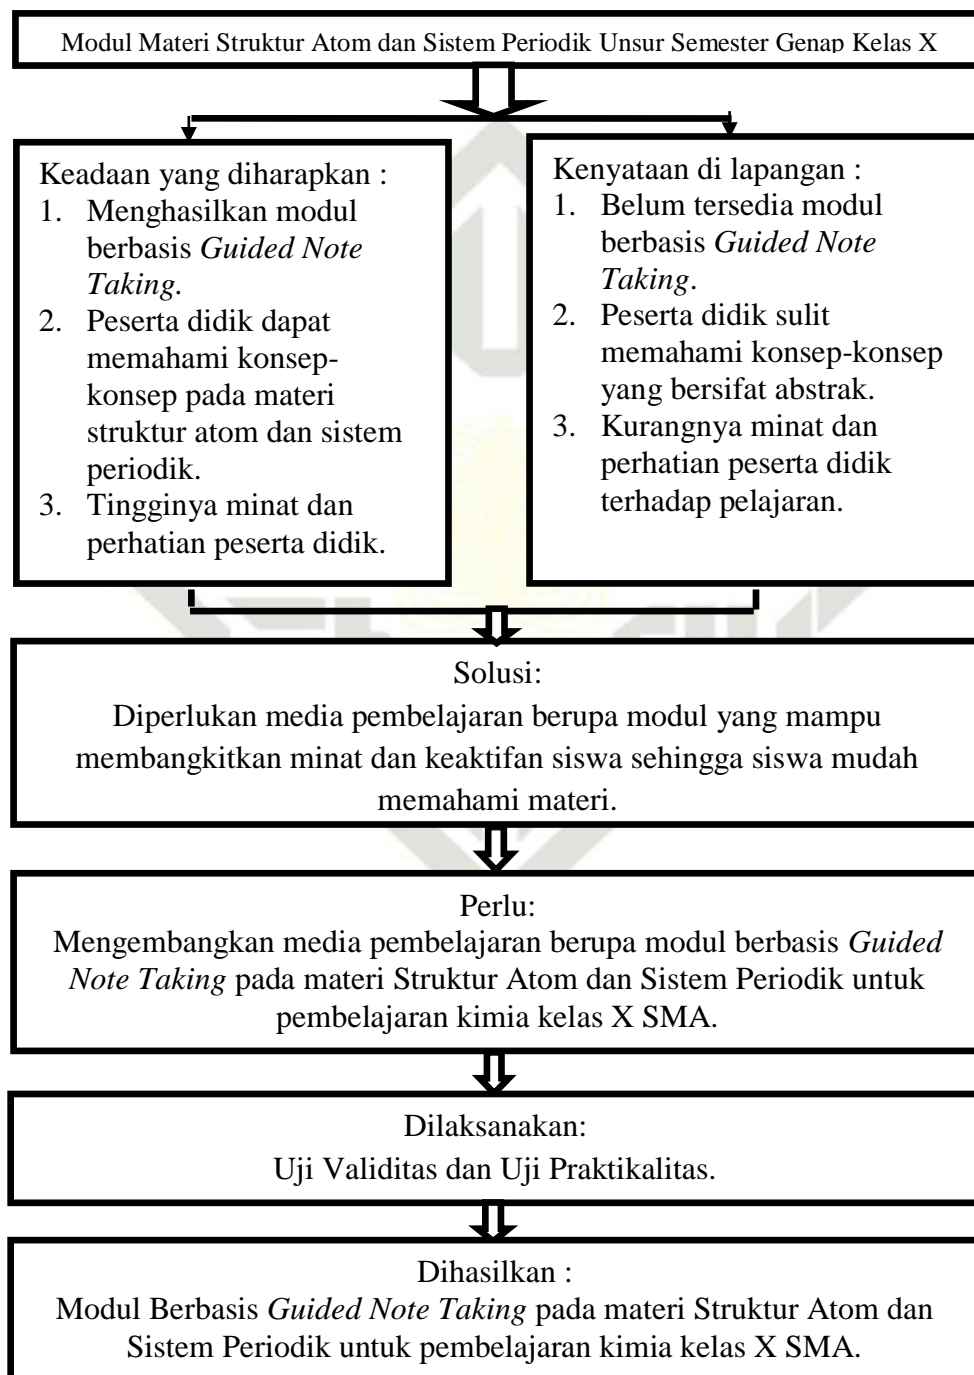 Modul Materi Struktur Atom dan Sistem Periodik Unsur Semester Genap Kelas X
Keadaan yang diharapkan :
1. Menghasilkan modul
berbasis Guided Note
Taking.
2. Peserta didik dapat
memahami konsep-
konsep pada materi
struktur atom dan sistem
periodik.
3. Tingginya minat dan
perhatian peserta didik.
Kenyataan di lapangan :
1. Belum tersedia modul
berbasis Guided Note
Taking.
2. Peserta didik sulit
memahami konsep-konsep
yang bersifat abstrak.
3. Kurangnya minat dan
perhatian peserta didik
terhadap pelajaran.
Solusi:
Diperlukan media pembelajaran berupa modul yang mampu
membangkitkan minat dan keaktifan siswa sehingga siswa mudah
memahami materi.
Perlu:
Mengembangkan media pembelajaran berupa modul berbasis Guided
Note Taking pada materi Struktur Atom dan Sistem Periodik untuk
pembelajaran kimia kelas X SMA.
Dilaksanakan:
Uji Validitas dan Uji Praktikalitas.
Dihasilkan :
Modul Berbasis Guided Note Taking pada materi Struktur Atom dan
Sistem Periodik untuk pembelajaran kimia kelas X SMA.